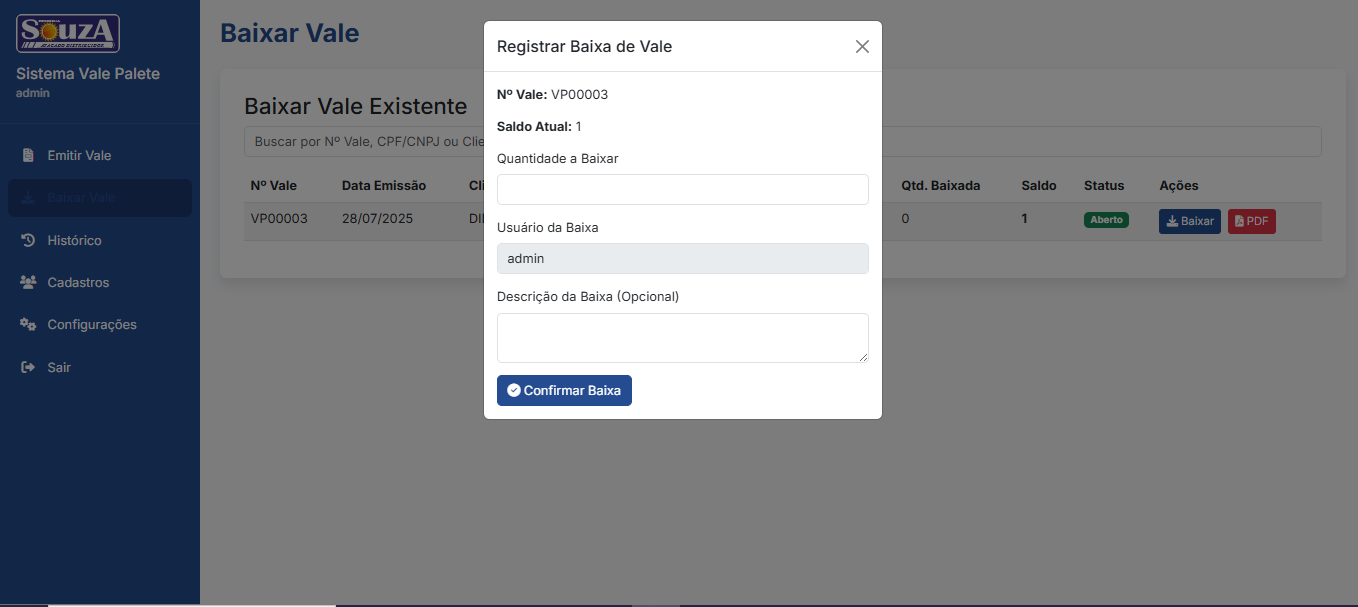 SouzA
ATACADO DISTRIBUIDOR
Sistema Vale Palete
admin
Emitir Vale
Baixar Vale
Histórico
Cadastros
Configurações
Sair
Baixar Vale
Baixar Vale Existente
Buscar por Nº Vale, CPF/CNPJ ou Clie
Nº Vale Data Emissão Cli Qtd. Baixada Saldo Status Ações
VP00003 28/07/2025 DI 0 1 Aberto Baixar PDF
Registrar Baixa de Vale
Nº Vale: VP00003
Saldo Atual: 1
Quantidade a Baixar
Usuário da Baixa
admin
Descrição da Baixa (Opcional)
Confirmar Baixa